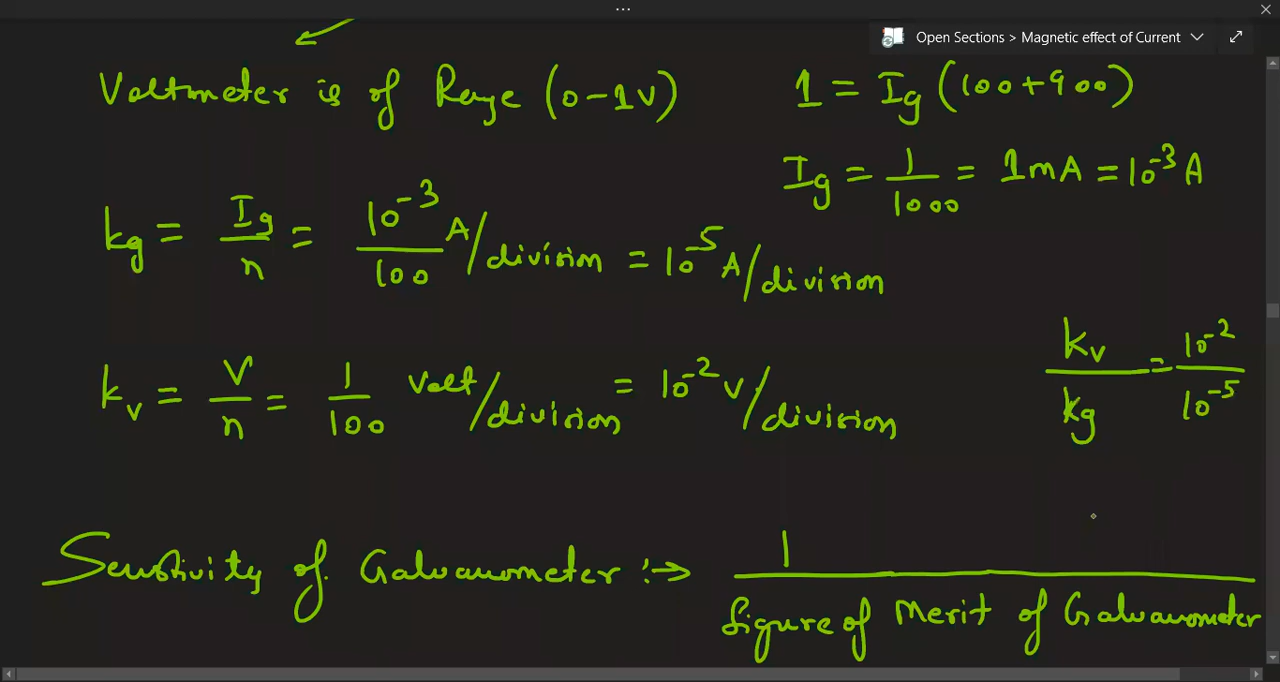 ...
Open Sections > Magnetic effect of Current
Voltmeter is of Range (0-1V)
1 = Ig (100+900)
Ig = 1/1000 = 1mA = 10⁻³ A
kg = Ig/n = 10⁻³/100 A/division = 10⁻⁵ A/division
kv = V/n = 1/100 Volt/division = 10⁻² V/division
kv/kg = 10⁻²/10⁻⁵
Senstivity of Galvanometer :→ 1/figure of Merit of Galvanometer